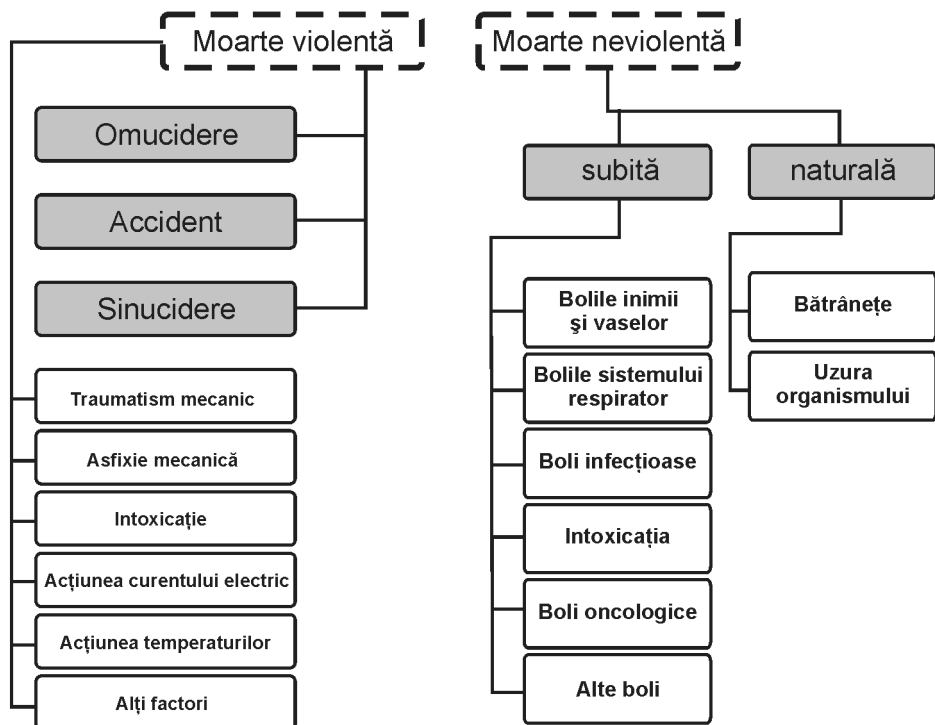 Moarte violentă
Omucidere
Accident
Sinucidere
Traumatism mecanic
Asfixie mecanică
Intoxicație
Acțiunea curentului electric
Acțiunea temperaturilor
Alți factori
Moarte neviolentă
subită
Bolile inimii
şi vaselor
Bolile sistemului
respirator
Boli infecțioase
Intoxicația
Boli oncologice
Alte boli
naturală
Bătrânețe
Uzura
organismului